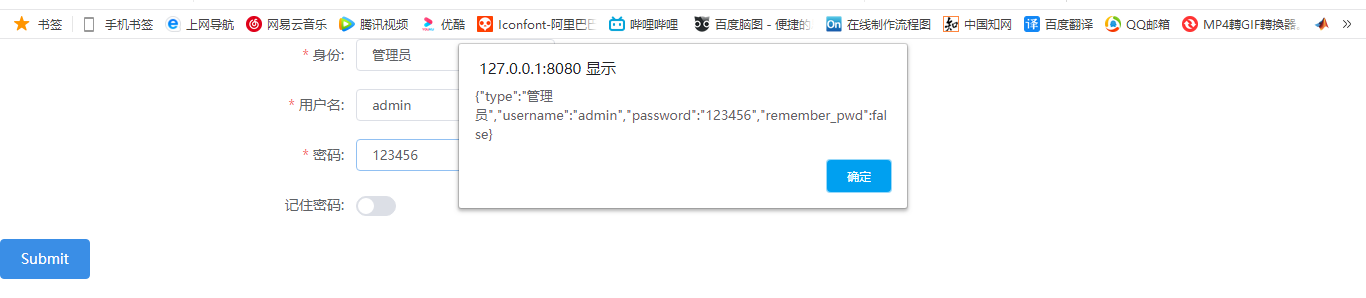 书签 手机书签 上网导航 网易云音乐 腾讯视频 优酷 Iconfont-阿里巴巴 哔哩哔哩 百度脑图 - 便捷的 在线制作流程图 中国知网 百度翻译 QQ邮箱 MP4轉GIF轉換器. »
* 身份: 管理员
127.0.0.1:8080 显示
{"type":"管理
员","username":"admin","password":"123456","remember_pwd":fal
se}
确定
* 用户名: admin
* 密码: 123456
记住密码:
Submit